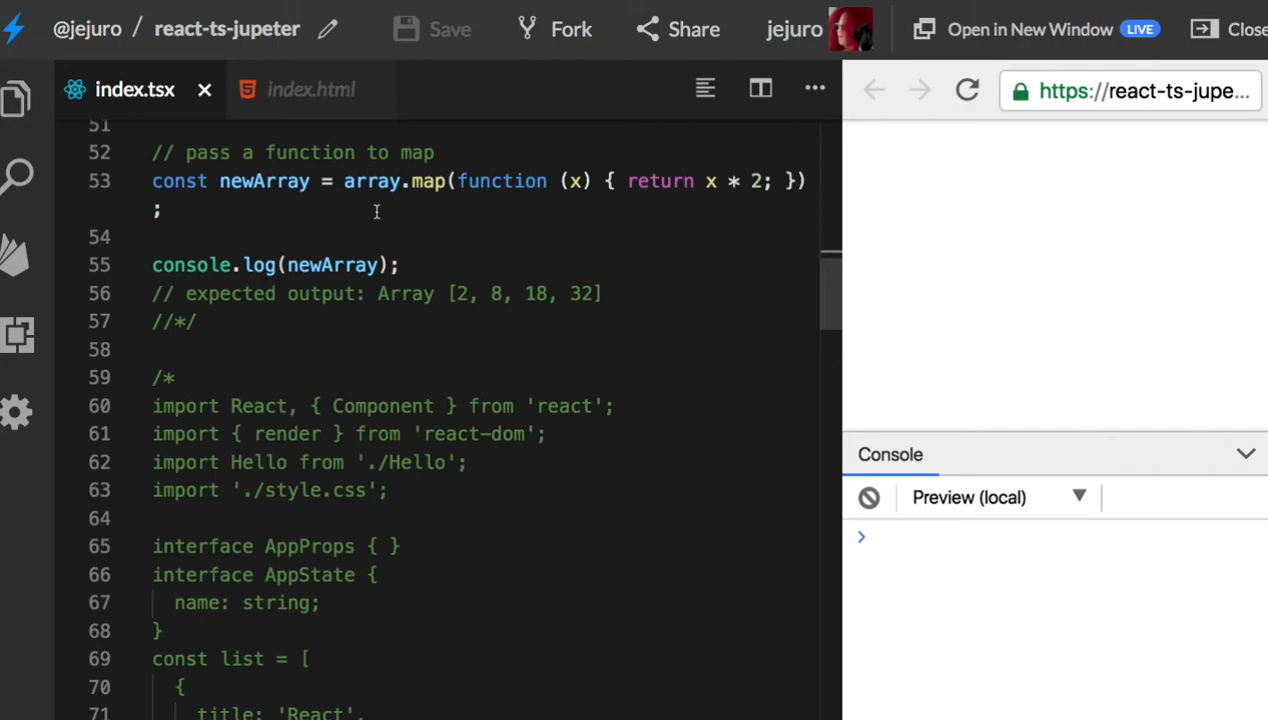 @jejuro / react-ts-jupeter Save Fork Share jejuro Open in New Window LIVE Close
index.tsx index.html https://react-ts-jupe...
51
52 // pass a function to map
53 const newArray = array.map(function (x) { return x * 2; })
;
54
55 console.log(newArray);
56 // expected output: Array [2, 8, 18, 32]
57 //*/
58
59 /*
60 import React, { Component } from 'react';
61 import { render } from 'react-dom';
62 import Hello from './Hello';
63 import './style.css';
64
65 interface AppProps { }
66 interface AppState {
67 name: string;
68 }
69 const list = [
70 {
71 title: 'React',
Console
Preview (local)